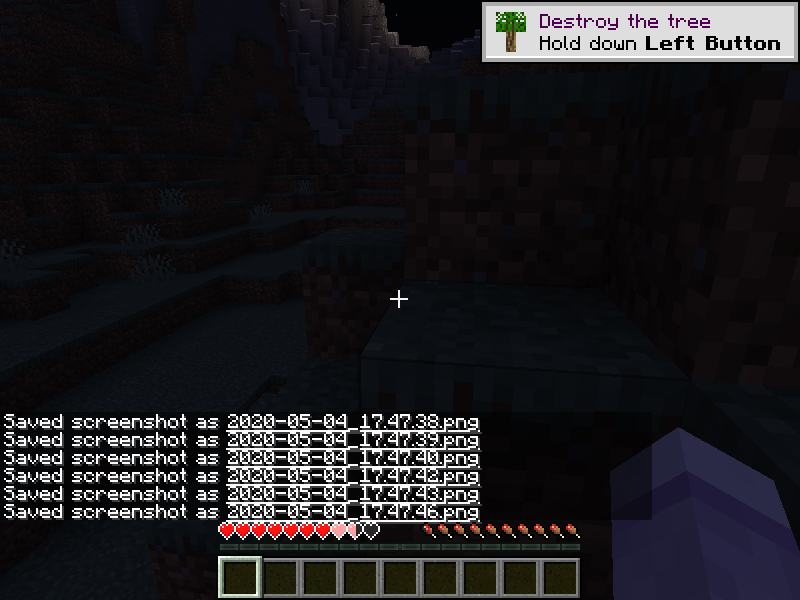 Destroy the tree
Hold down Left Button
Saved screenshot as 2020-05-04_17.47.38.png
Saved screenshot as 2020-05-04_17.47.39.png
Saved screenshot as 2020-05-04_17.47.40.png
Saved screenshot as 2020-05-04_17.47.42.png
Saved screenshot as 2020-05-04_17.47.43.png
Saved screenshot as 2020-05-04_17.47.46.png